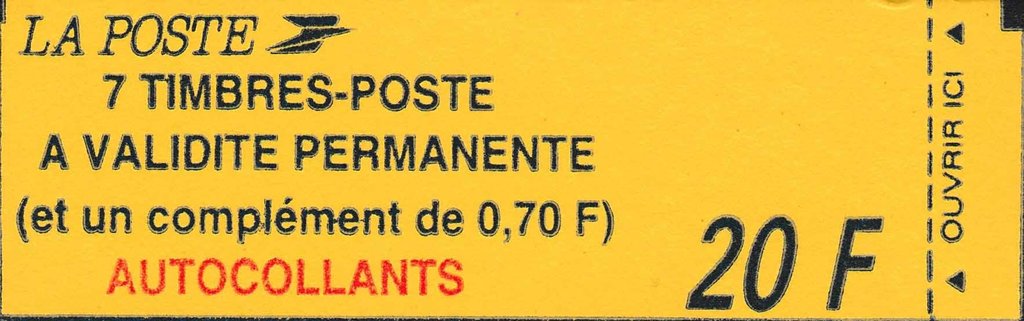 LA POSTE
7 TIMBRES-POSTE
A VALIDITE PERMANENTE
(et un complément de 0,70 F)
AUTOCOLLANTS
20 F
OUVRIR ICI